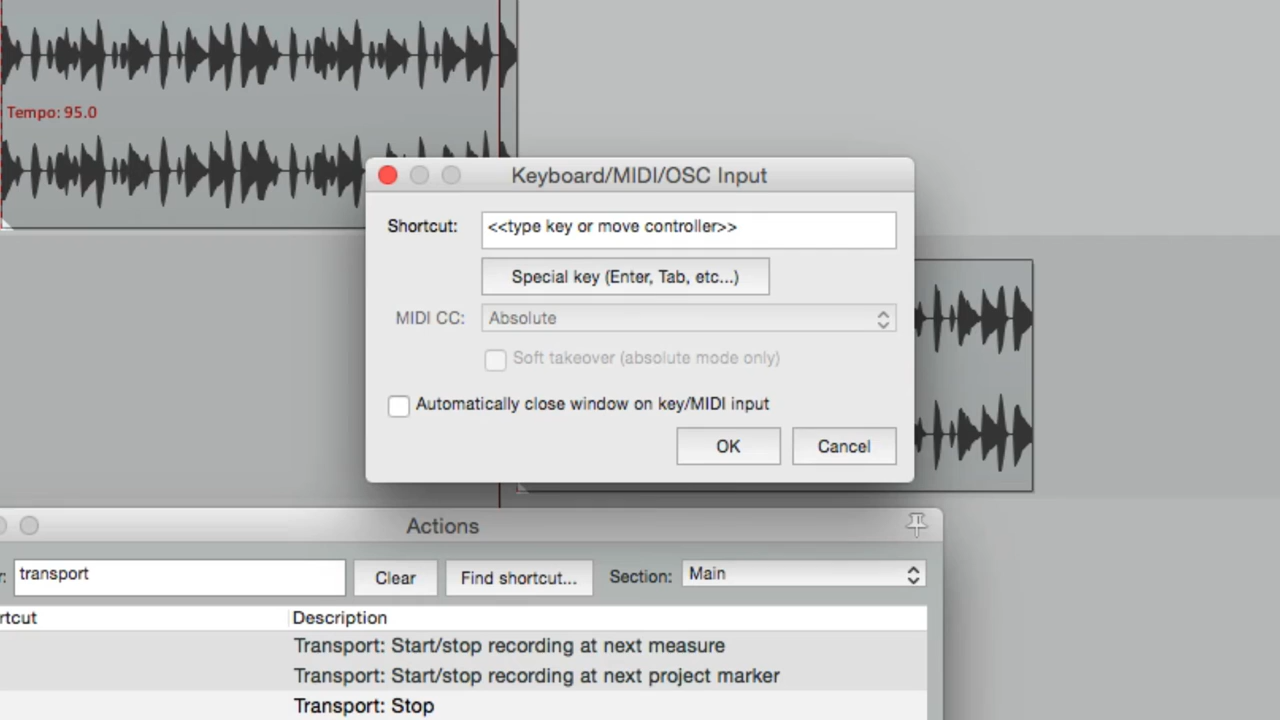 Tempo: 95.0
Keyboard/MIDI/OSC Input
Shortcut: <<type key or move controller>>
Special key (Enter, Tab, etc...)
MIDI CC: Absolute
Soft takeover (absolute mode only)
Automatically close window on key/MIDI input
OK Cancel
Actions
r: transport Clear Find shortcut... Section: Main
rtcut Description
Transport: Start/stop recording at next measure
Transport: Start/stop recording at next project marker
Transport: Stop